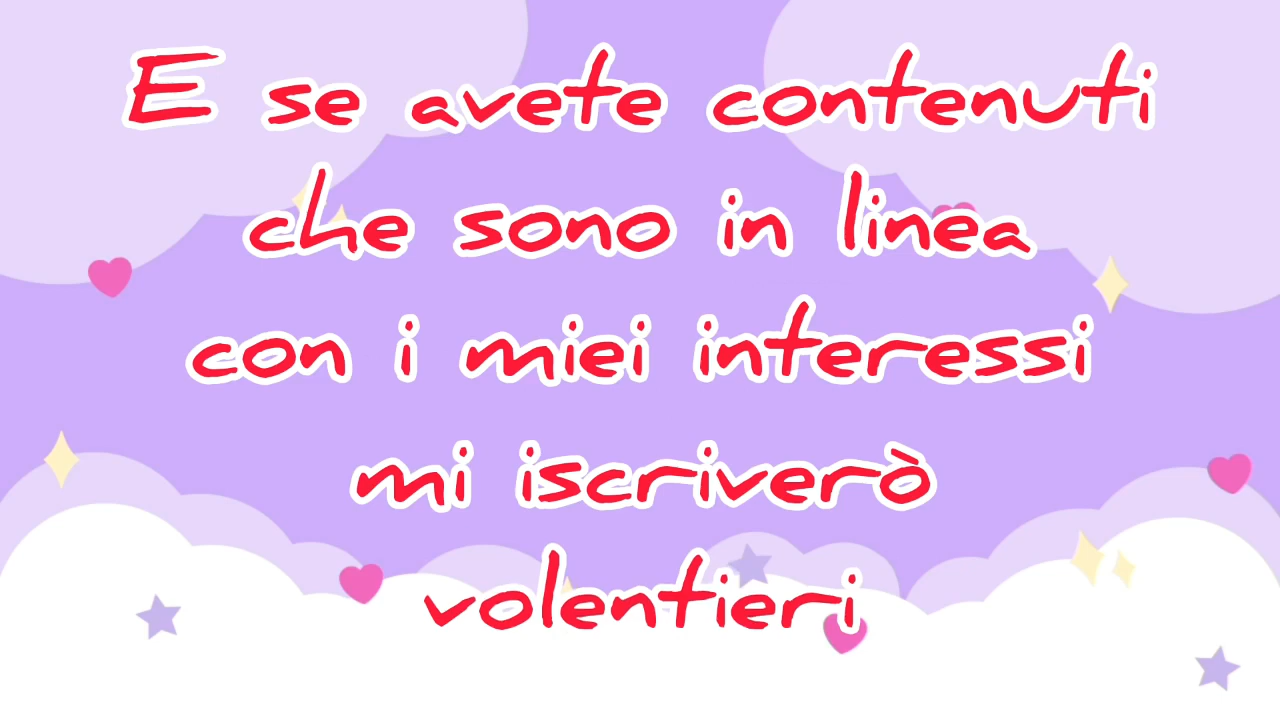 E se avete contenuti
che sono in linea
con i miei interessi
mi iscriverò
volentieri